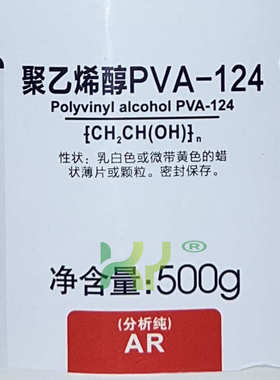 聚乙烯醇PVA-124
Polyvinyl alcohol PVA-124
{CH₂CH(OH)}ₙ
性状：乳白色或微带黄色的蜡
状薄片或颗粒。密封保存。
®
净含量:500g
(分析纯)
AR